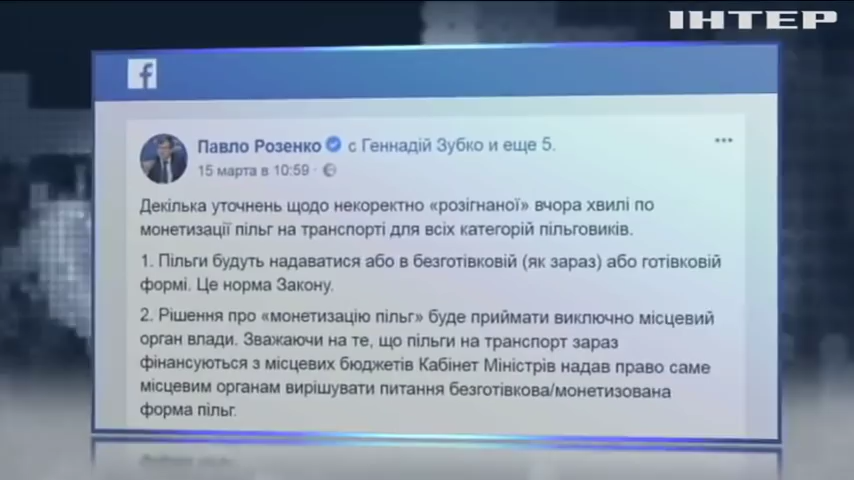 ІНТЕР
f
Павло Розенко с Геннадій Зубко и еще 5.
15 марта в 10:59 ·
Декілька уточнень щодо некоректно «розігнаної» вчора хвилі по
монетизації пільг на транспорті для всіх категорій пільговиків.
1. Пільги будуть надаватися або в безготівковій (як зараз) або готівковій
формі. Це норма Закону.
2. Рішення про «монетизацію пільг» буде приймати виключно місцевий
орган влади. Зважаючи на те, що пільги на транспорт зараз
фінансуються з місцевих бюджетів Кабінет Міністрів надав право саме
місцевим органам вирішувати питання безготівкова/монетизована
форма пільг.